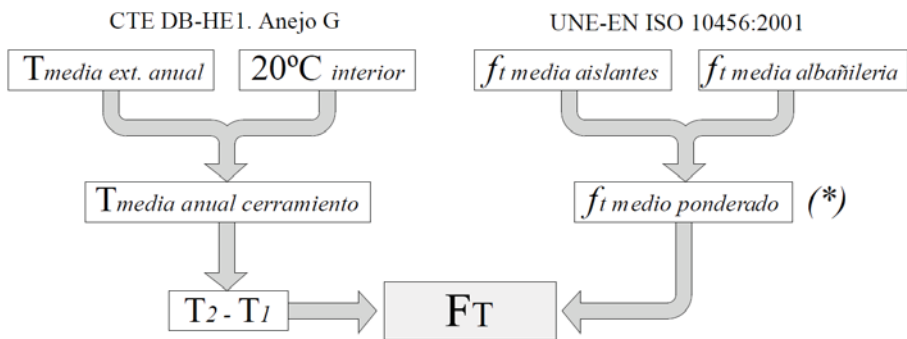 CTE DB-HE1. Anejo G
UNE-EN ISO 10456:2001
Tmedia ext. anual
20ºC interior
ft media aislantes
ft media albañileria
Tmedia anual cerramiento
ft medio ponderado (*)
T2 - T1
FT